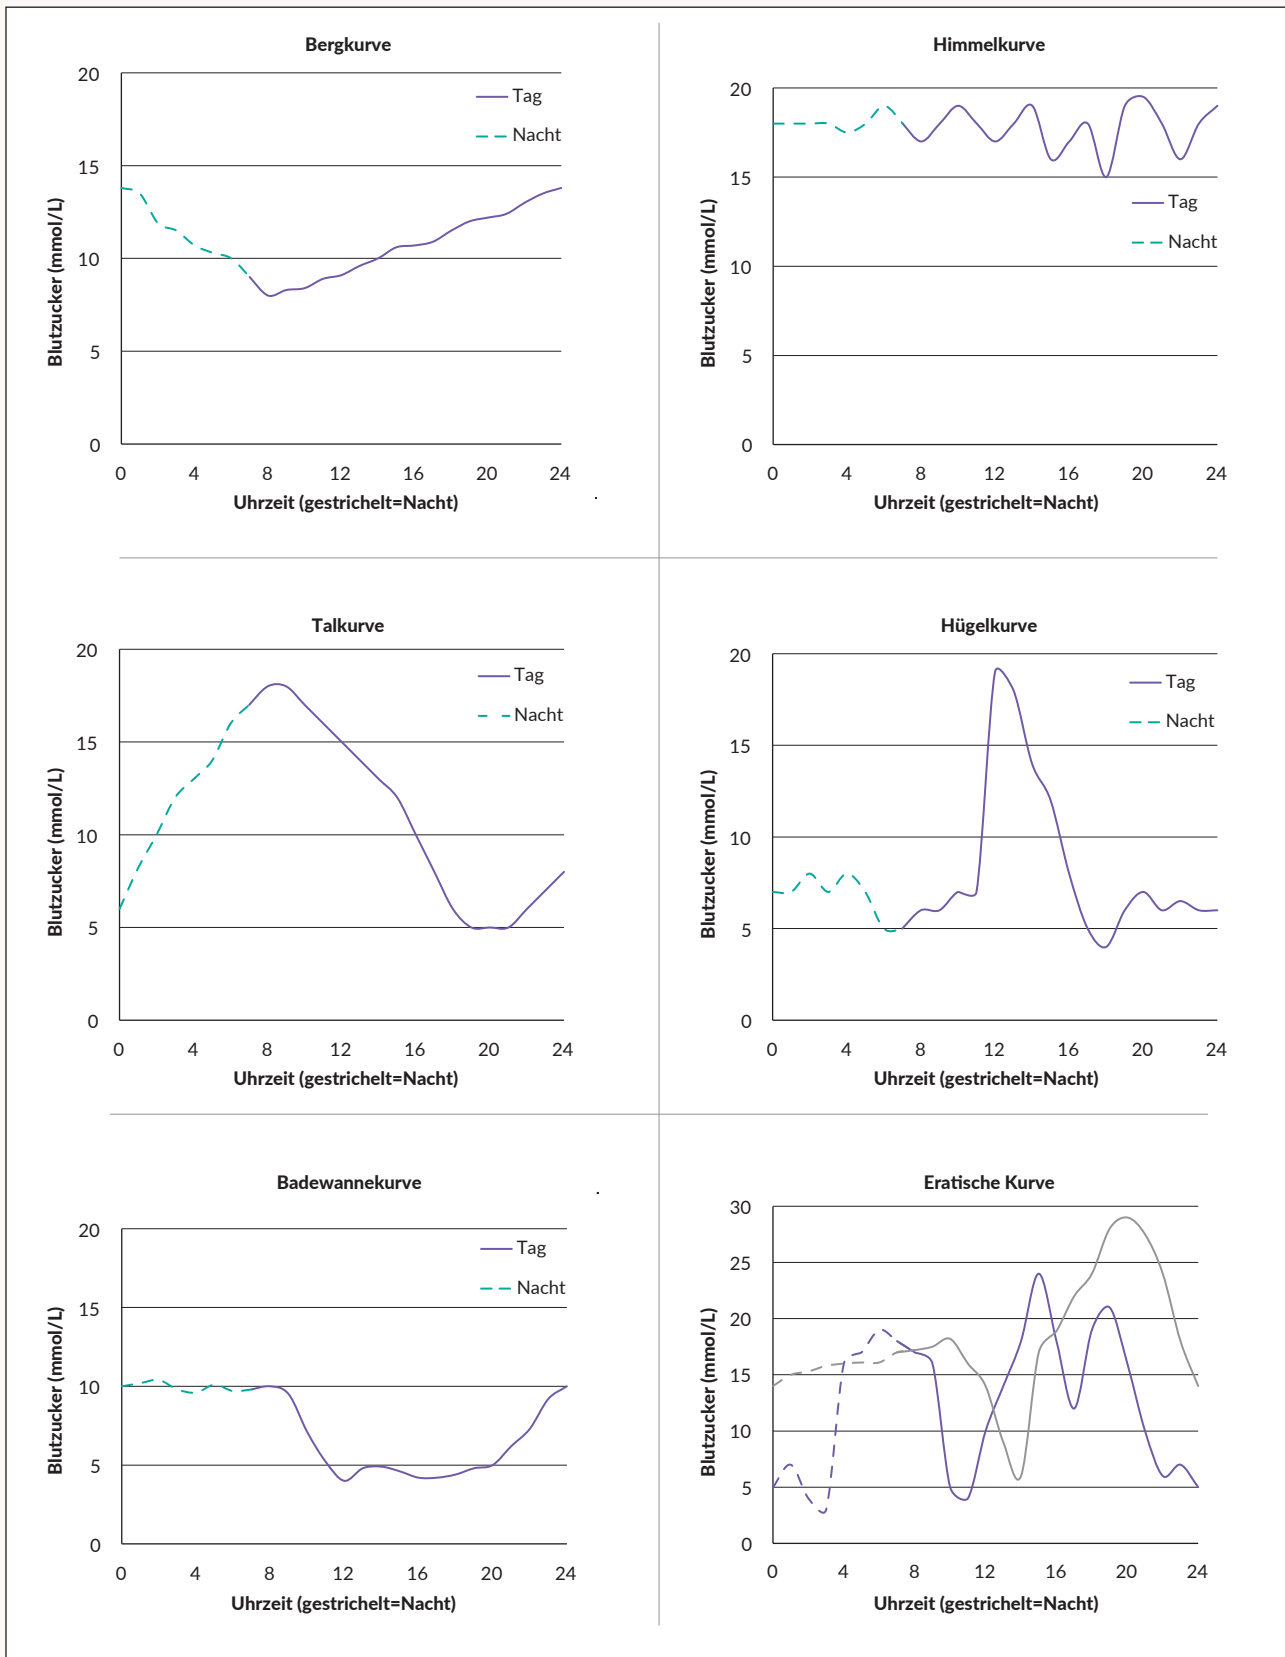 Bergkurve
20
15
10
5
0
Blutzucker (mmol/L)
Tag
Nacht
0 4 8 12 16 20 24
Uhrzeit (gestrichelt=Nacht)
Himmelkurve
20
15
10
5
0
Blutzucker (mmol/L)
Tag
Nacht
0 4 8 12 16 20 24
Uhrzeit (gestrichelt=Nacht)
Talkurve
20
15
10
5
0
Blutzucker (mmol/L)
Tag
Nacht
0 4 8 12 16 20 24
Uhrzeit (gestrichelt=Nacht)
Hügelkurve
20
15
10
5
0
Blutzucker (mmol/L)
Tag
Nacht
0 4 8 12 16 20 24
Uhrzeit (gestrichelt=Nacht)
Badewannekurve
20
15
10
5
0
Blutzucker (mmol/L)
Tag
Nacht
0 4 8 12 16 20 24
Uhrzeit (gestrichelt=Nacht)
Eratische Kurve
30
25
20
15
10
5
0
Blutzucker (mmol/L)
0 4 8 12 16 20 24
Uhrzeit (gestrichelt=Nacht)